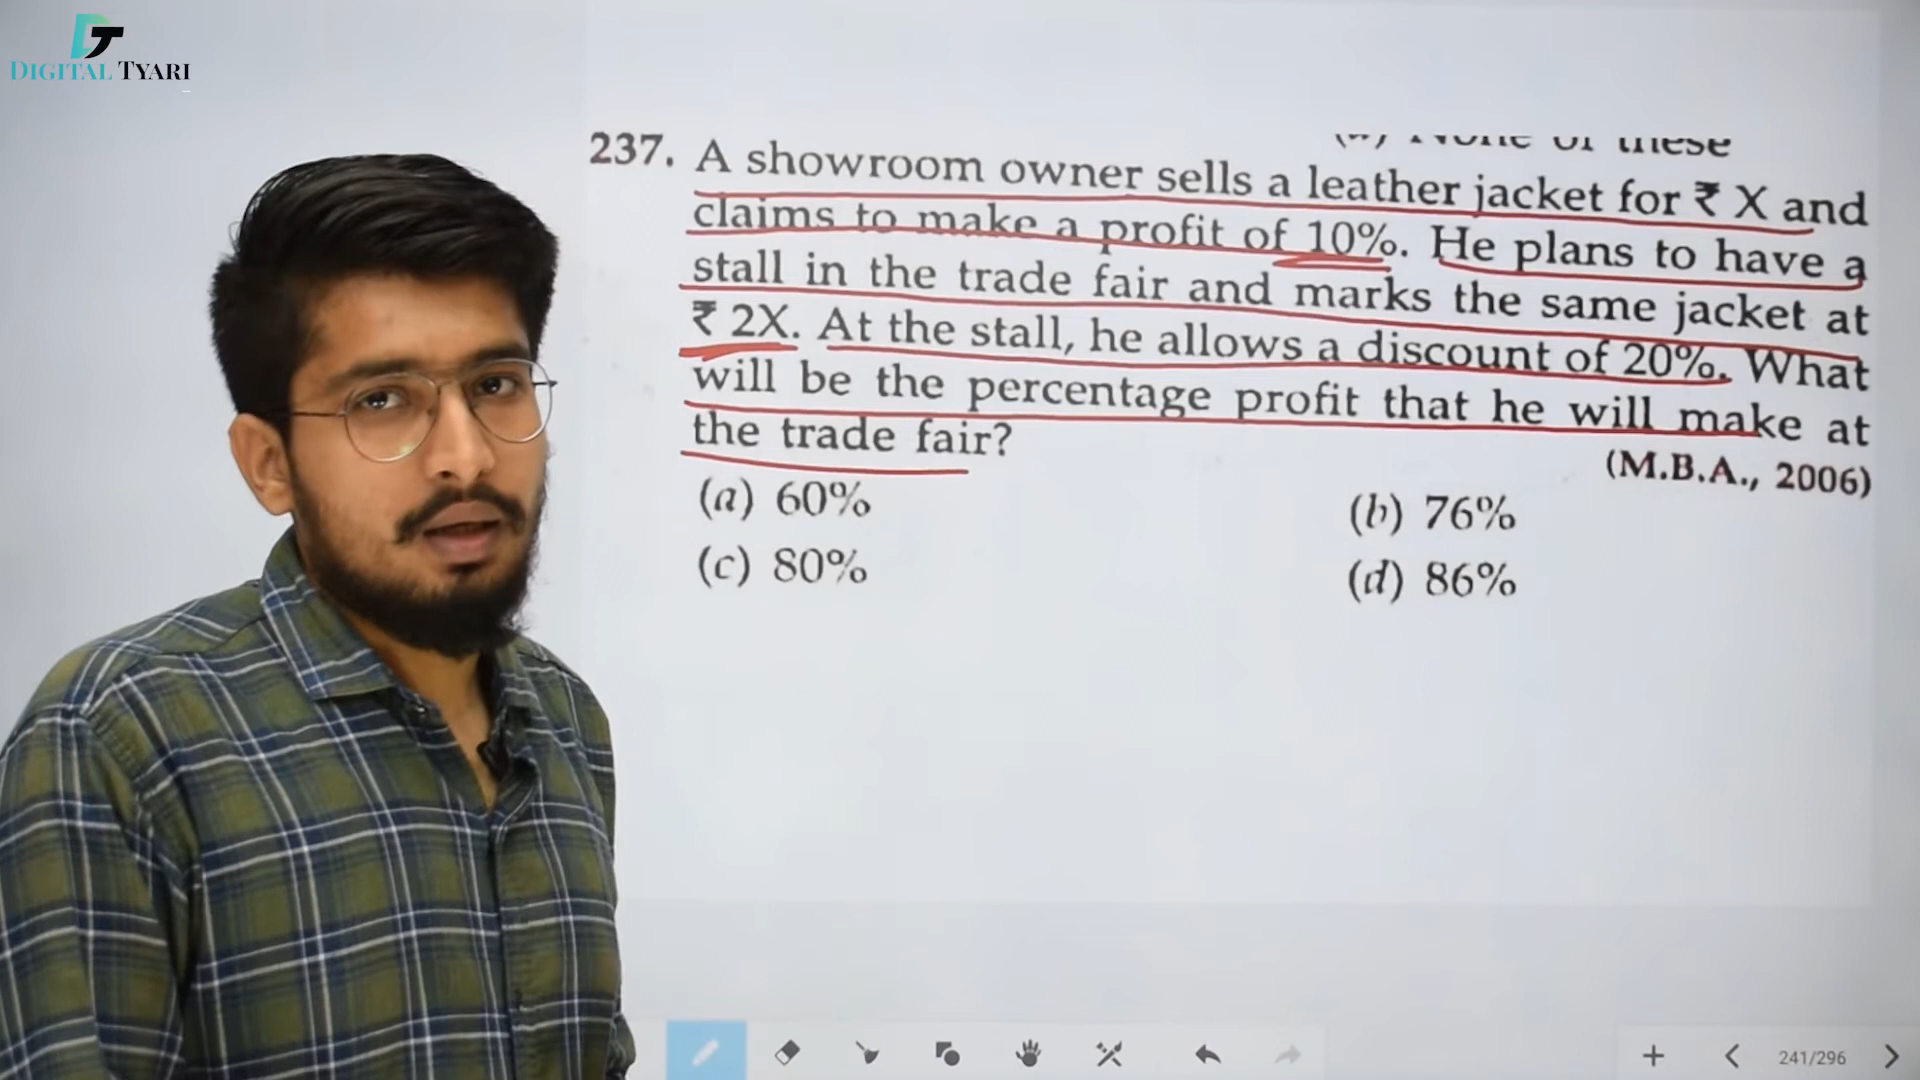 DIGITAL TYARI
None of these
237. A showroom owner sells a leather jacket for ₹ X and
claims to make a profit of 10%. He plans to have a
stall in the trade fair and marks the same jacket at
₹ 2X. At the stall, he allows a discount of 20%. What
will be the percentage profit that he will make at
the trade fair?
(M.B.A., 2006)
(a) 60%
(b) 76%
(c) 80%
(d) 86%
241/296